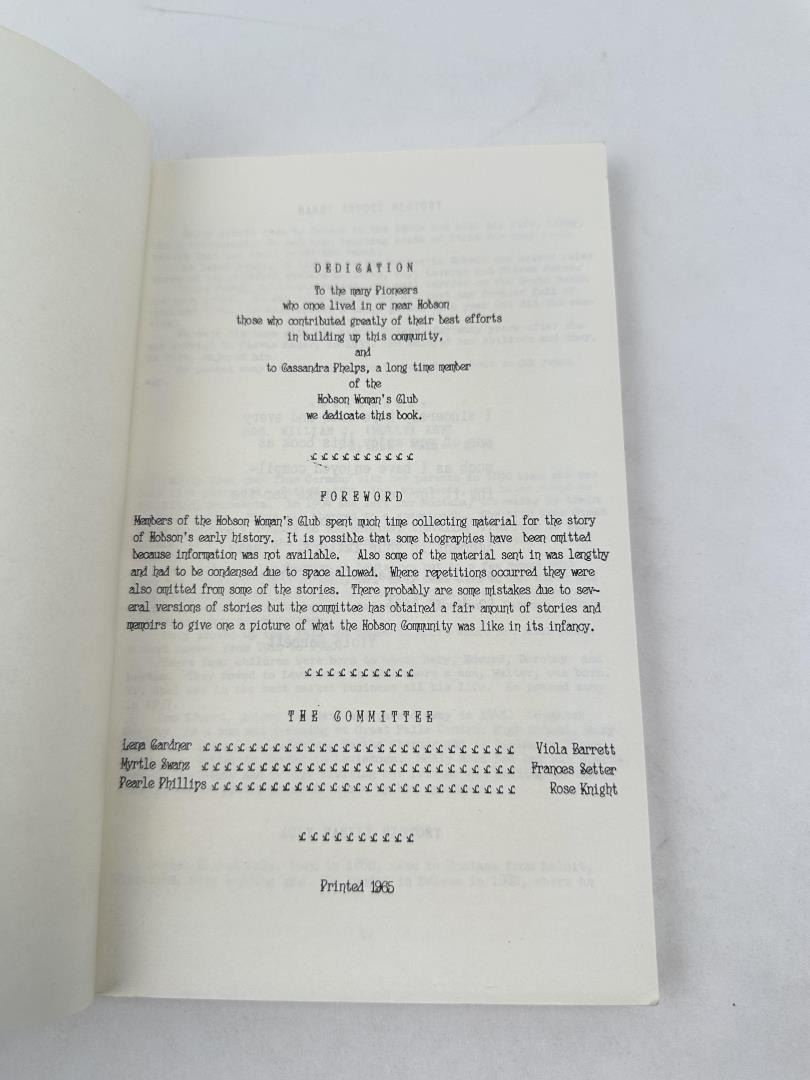 DEDICATION
To the many Pioneers
who once lived in or near Hobson
those who contributed greatly of their best efforts
in building up this community,
and
to Cassandra Phelps, a long time member
of the
Hobson Woman's Club
we dedicate this book.
£ £ £ £ £ £ £ £ £ £
FOREWORD
Members of the Hobson Woman's Club spent much time collecting material for the story
of Hobson's early history. It is possible that some biographies have been omitted
because information was not available. Also some of the material sent in was lengthy
and had to be condensed due to space allowed. Where repetitions occurred they were
also omitted from some of the stories. There probably are some mistakes due to sev-
eral versions of stories but the committee has obtained a fair amount of stories and
memoirs to give one a picture of what the Hobson Community was like in its infancy.
£ £ £ £ £ £ £ £ £ £
THE COMMITTEE
Lena Gardner £ £ £ £ £ £ £ £ £ £ £ £ £ £ £ £ £ £ £ £ £ £ £ £ £ £ £ £ Viola Barrett
Myrtle Swanz £ £ £ £ £ £ £ £ £ £ £ £ £ £ £ £ £ £ £ £ £ £ £ £ £ £ £ £ Frances Setter
Pearle Phillips £ £ £ £ £ £ £ £ £ £ £ £ £ £ £ £ £ £ £ £ £ £ £ £ £ £ £ Rose Knight
£ £ £ £ £ £ £ £ £ £
Printed 1965